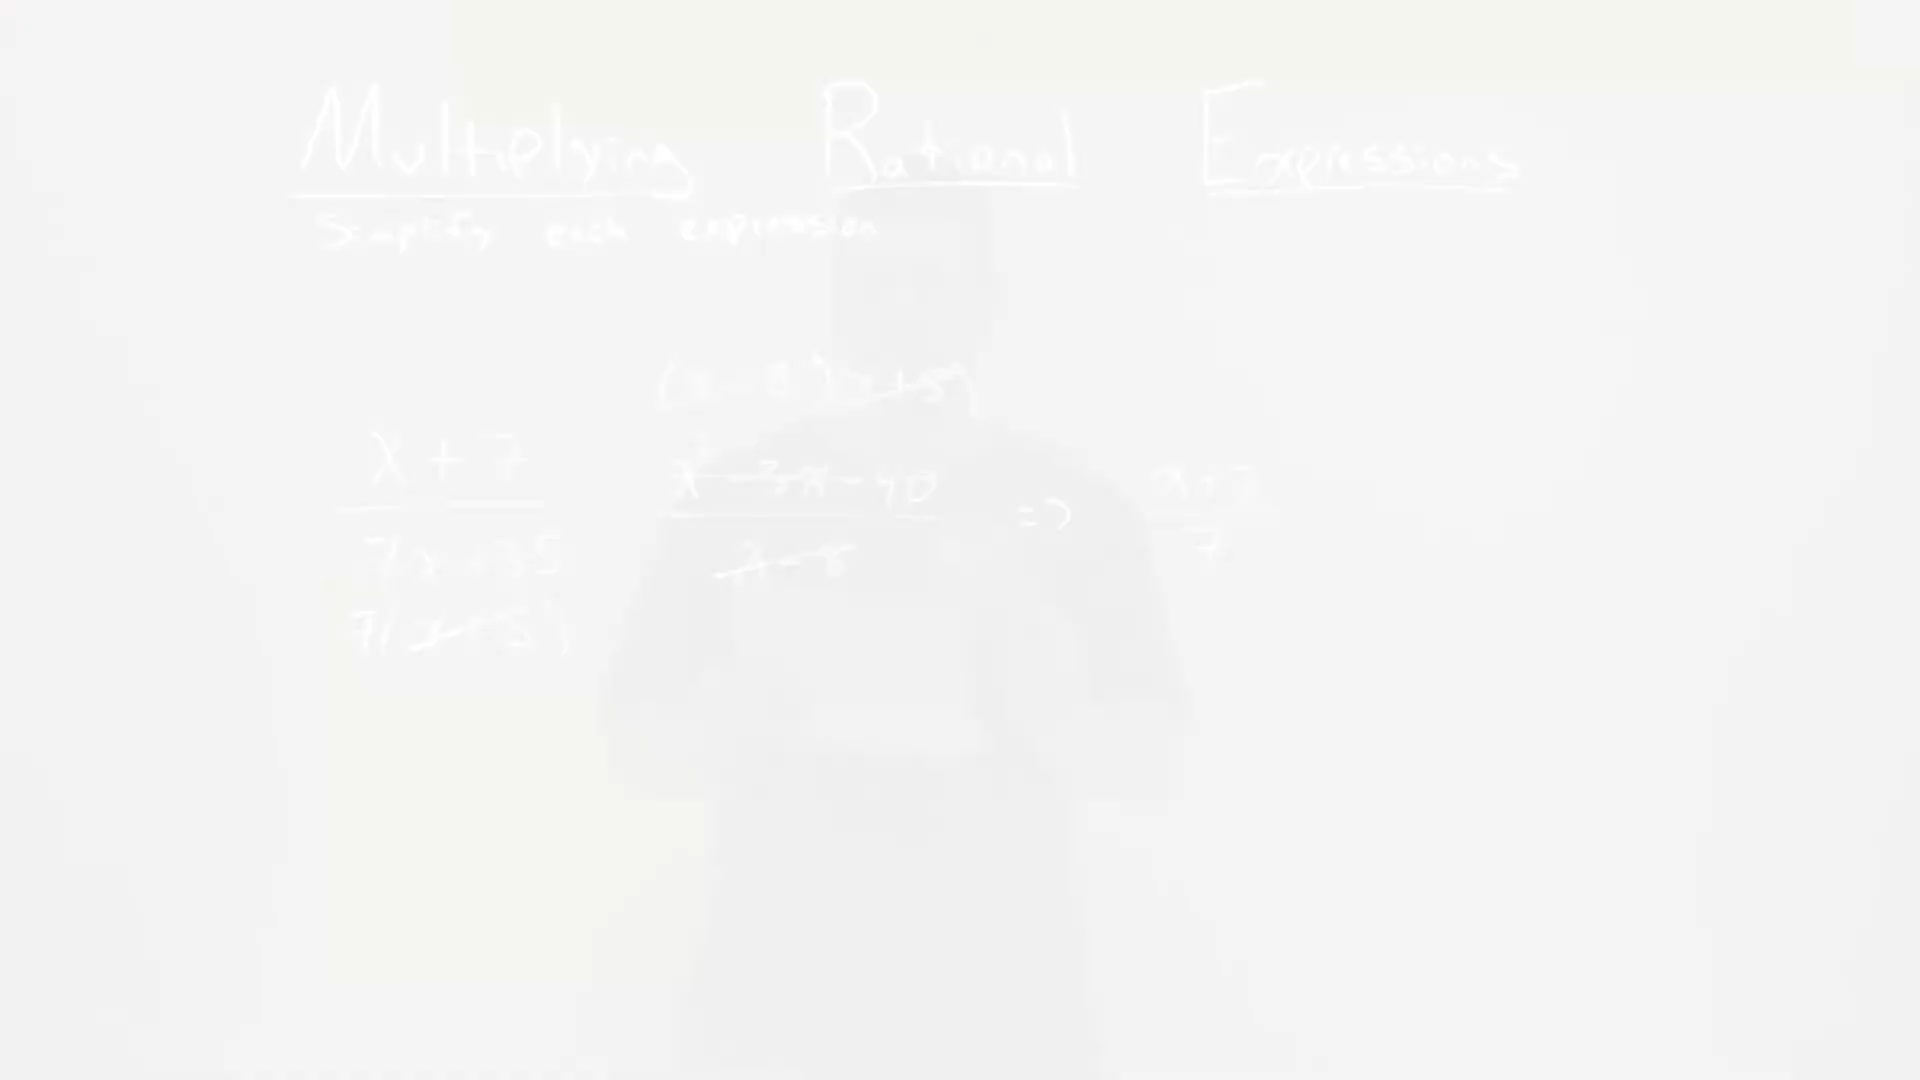 Multiplying Rational Expressions
Simplify each expression
(x - 8)(x+5)
x + 7
x² - 3x - 40
=>
x+7
7x+35
x - 8
7
7(x+5)